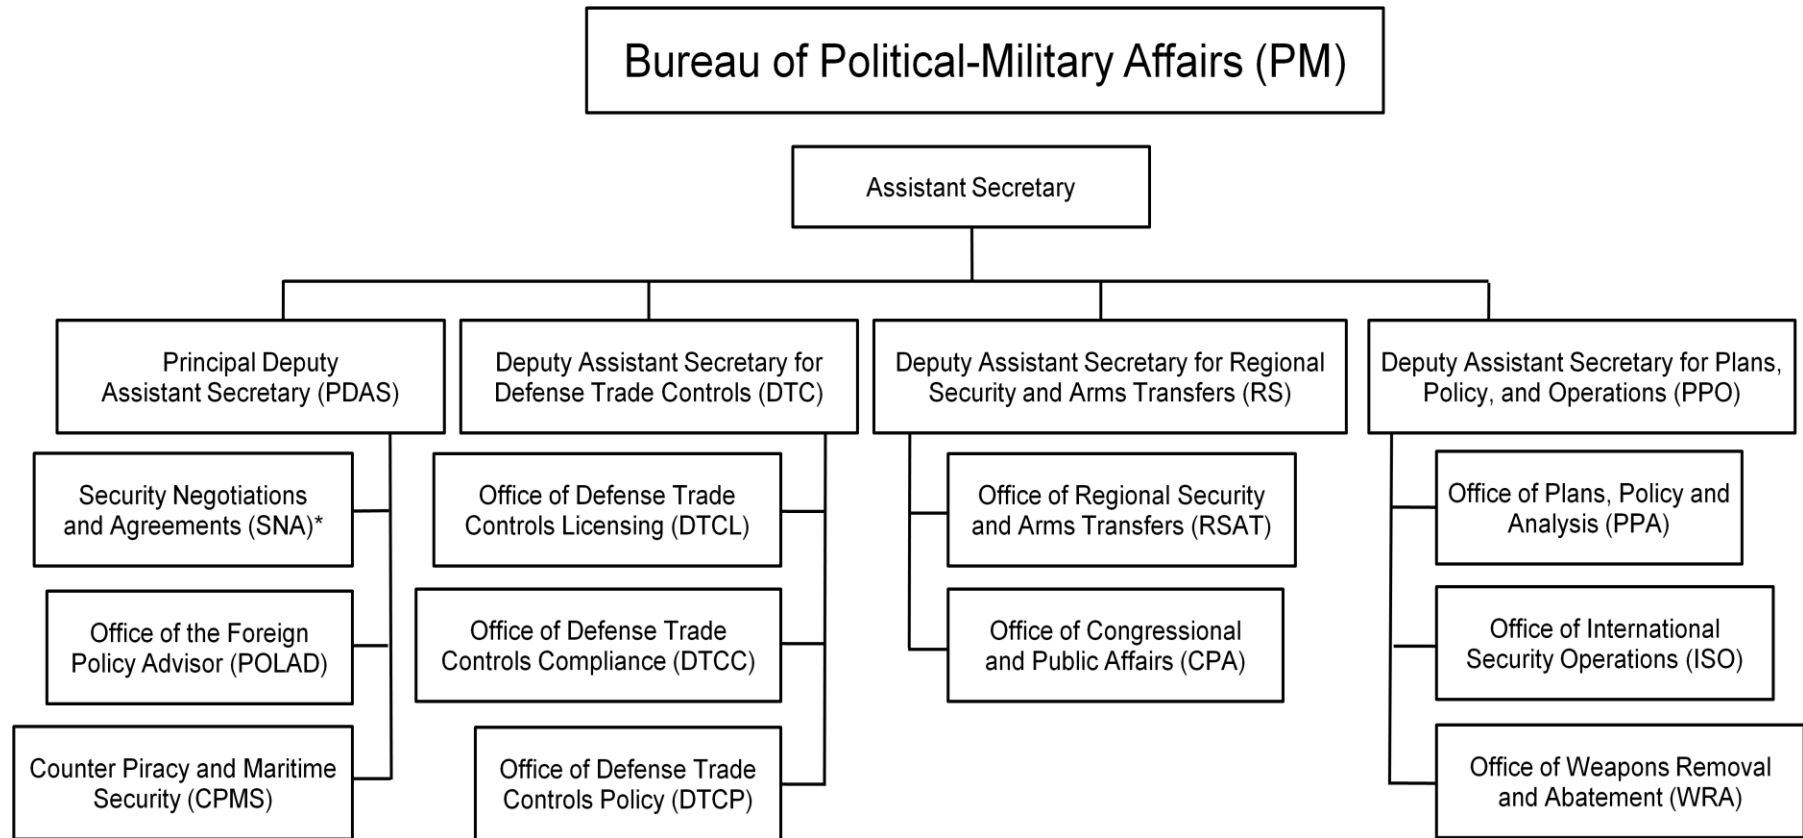 Bureau of Political-Military Affairs (PM)
Assistant Secretary
Principal Deputy
Assistant Secretary (PDAS)
Deputy Assistant Secretary for
Defense Trade Controls (DTC)
Deputy Assistant Secretary for Regional
Security and Arms Transfers (RS)
Deputy Assistant Secretary for Plans,
Policy, and Operations (PPO)
Security Negotiations
and Agreements (SNA)*
Office of the Foreign
Policy Advisor (POLAD)
Counter Piracy and Maritime
Security (CPMS)
Office of Defense Trade
Controls Licensing (DTCL)
Office of Defense Trade
Controls Compliance (DTCC)
Office of Defense Trade
Controls Policy (DTCP)
Office of Regional Security
and Arms Transfers (RSAT)
Office of Congressional
and Public Affairs (CPA)
Office of Plans, Policy and
Analysis (PPA)
Office of International
Security Operations (ISO)
Office of Weapons Removal
and Abatement (WRA)